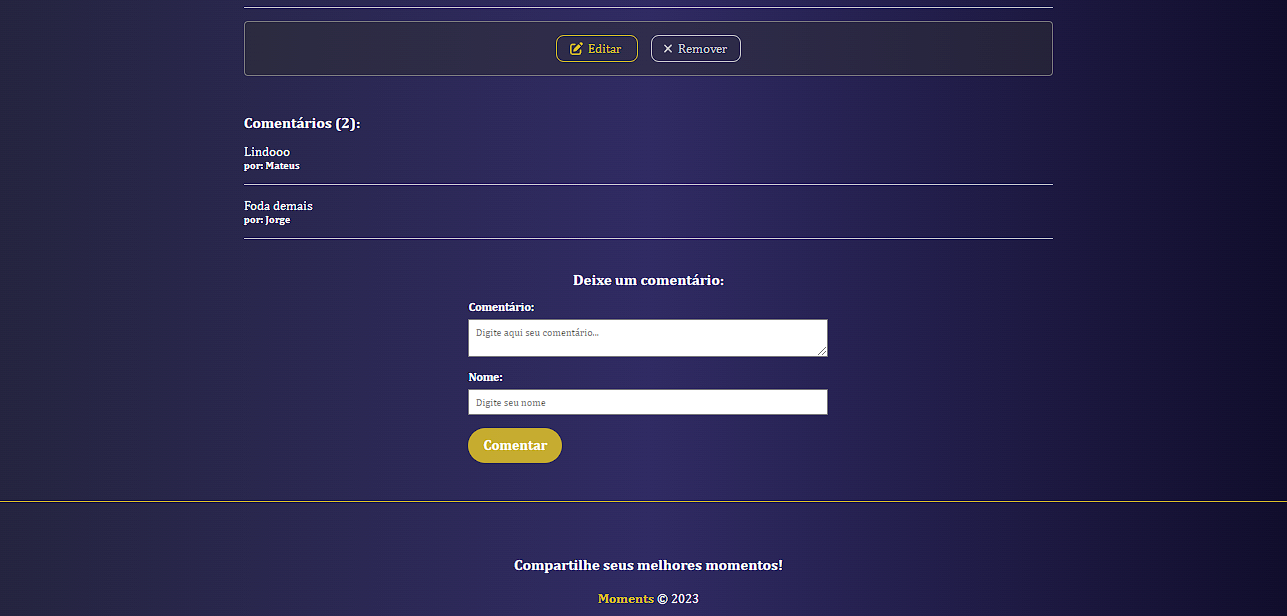 Editar Remover
Comentários (2):
Lindooo
por: Mateus
Foda demais
por: Jorge
Deixe um comentário:
Comentário:
Digite aqui seu comentário...
Nome:
Digite seu nome
Comentar
Compartilhe seus melhores momentos!
Moments © 2023